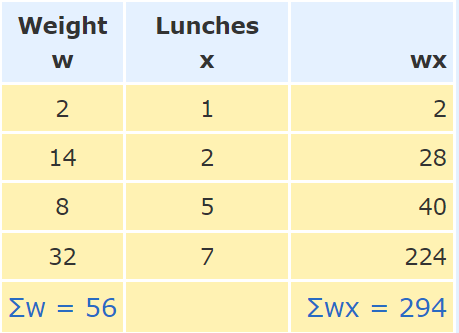 Weight Lunches
w x wx
2 1 2
14 2 28
8 5 40
32 7 224
Σw = 56 Σwx = 294